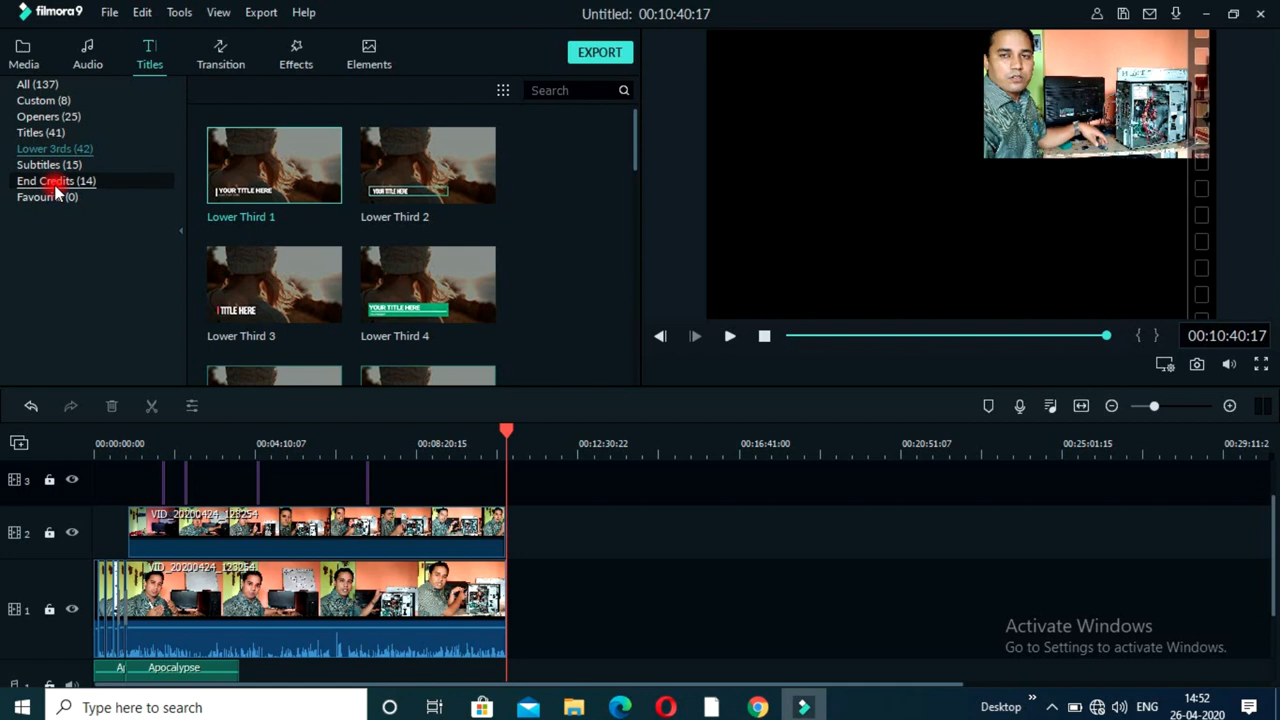 filmora9 File Edit Tools View Export Help Untitled: 00:10:40:17
Media Audio Titles Transition Effects Elements EXPORT
All (137)
Custom (8)
Openers (25)
Titles (41)
Lower 3rds (42)
Subtitles (15)
End Credits (14)
Search
YOUR TITLE HERE
YOUR TITLE HERE
Lower Third 1 Lower Third 2
TITLE HERE
YOUR TITLE HERE
Lower Third 3 Lower Third 4
00:10:40:17
00:00:00:00 00:04:10:07 00:08:20:15 00:12:30:22 00:16:41:00 00:20:51:07 00:25:01:15 00:29:11:2
3
2 VID_20200424_123254
1 VID_20200424_123254
Apocalypse
Activate Windows
Go to Settings to activate Windows.
Type here to search
Desktop
ENG
14:52
26-04-2020